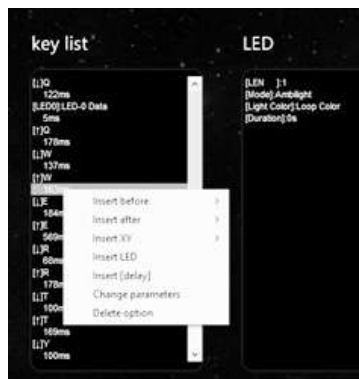 key list
[↓]Q
122ms
[LED0]:LED-0 Data
5ms
[↑]Q
178ms
[↓]W
137ms
[↑]W
[↓]E
184ms
[↑]E
569ms
[↓]R
68ms
[↑]R
178ms
[↓]T
100ms
[↑]T
169ms
[↓]Y
100ms
Insert before
Insert after
Insert XY
Insert LED
Insert [delay]
Change parameters
Delete option
LED
[LEN ]:1
[Mode]:Ambilight
[Light Color]:Loop Color
[Duration]:0s